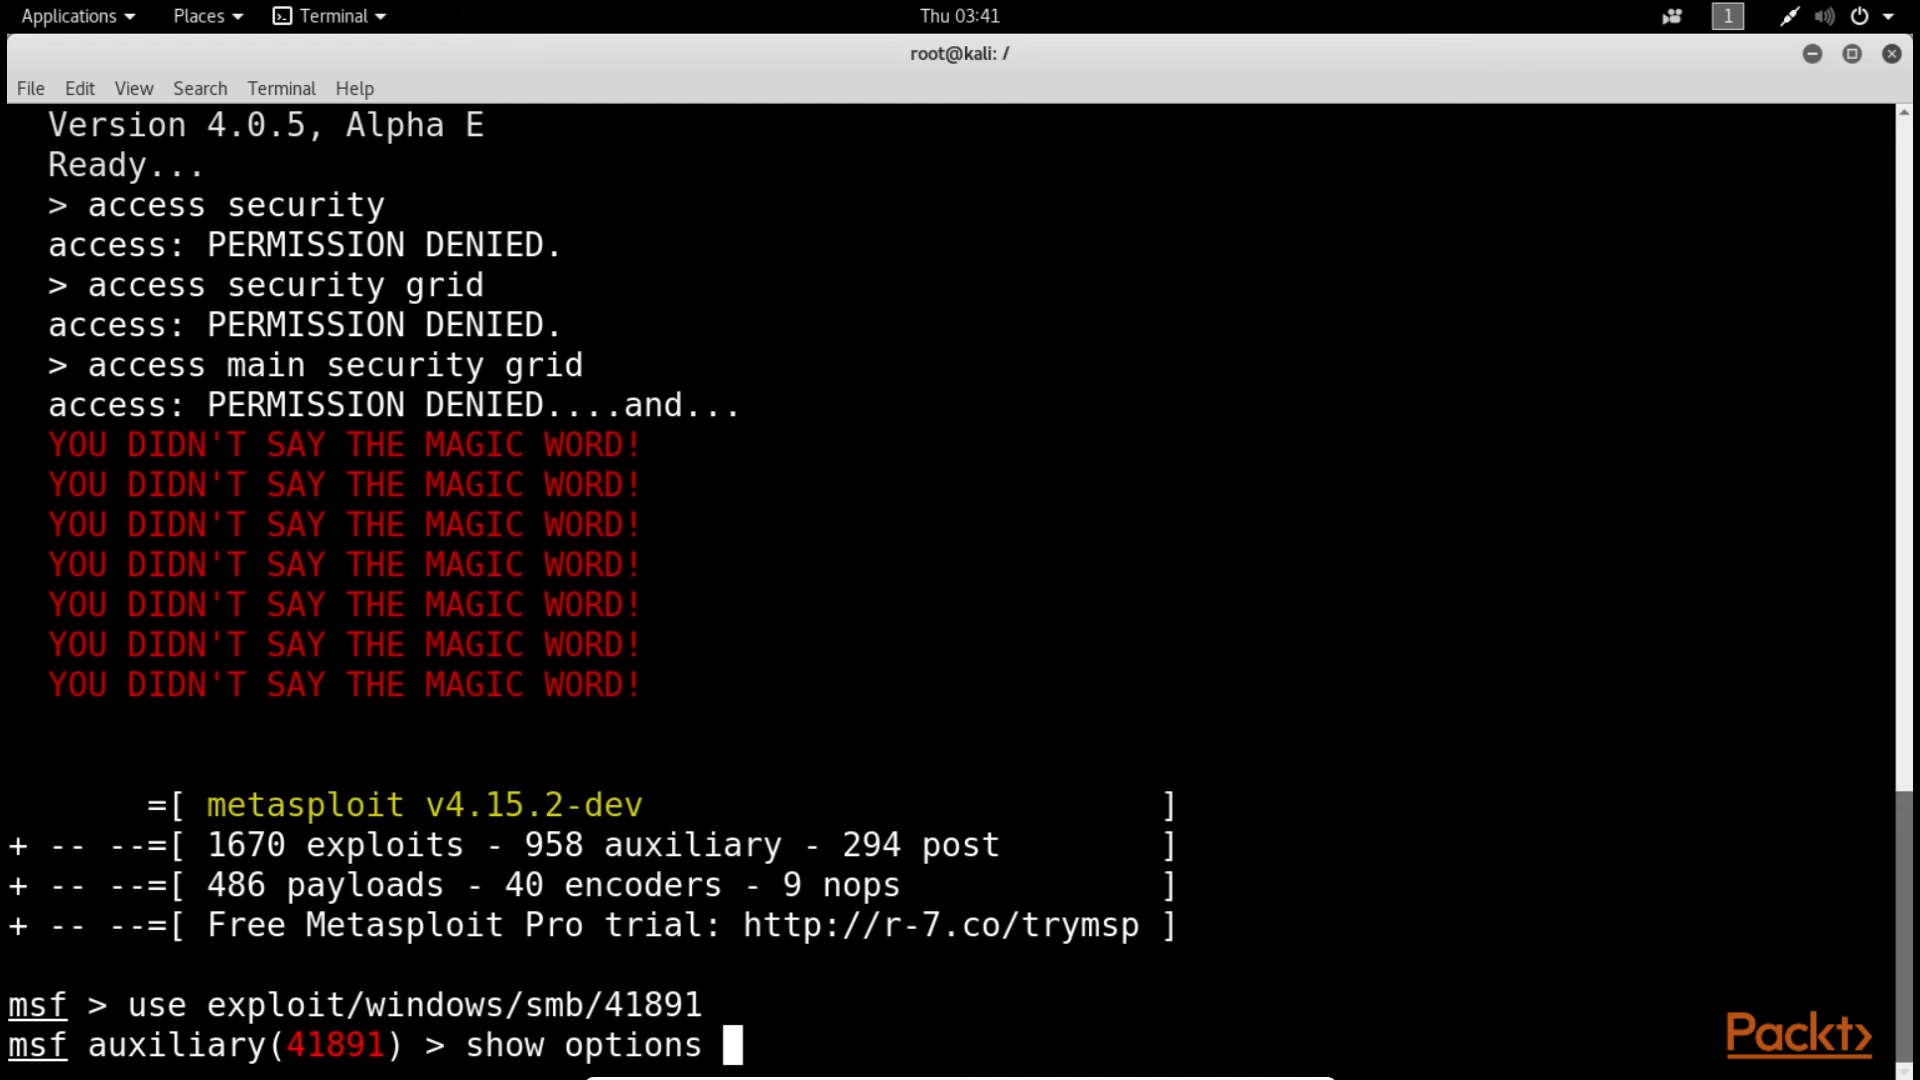 Applications Places Terminal Thu 03:41 1
root@kali: /
File Edit View Search Terminal Help
Version 4.0.5, Alpha E
Ready...
> access security
access: PERMISSION DENIED.
> access security grid
access: PERMISSION DENIED.
> access main security grid
access: PERMISSION DENIED....and...
YOU DIDN'T SAY THE MAGIC WORD!
YOU DIDN'T SAY THE MAGIC WORD!
YOU DIDN'T SAY THE MAGIC WORD!
YOU DIDN'T SAY THE MAGIC WORD!
YOU DIDN'T SAY THE MAGIC WORD!
YOU DIDN'T SAY THE MAGIC WORD!
YOU DIDN'T SAY THE MAGIC WORD!
=[ metasploit v4.15.2-dev ]
+ -- --=[ 1670 exploits - 958 auxiliary - 294 post ]
+ -- --=[ 486 payloads - 40 encoders - 9 nops ]
+ -- --=[ Free Metasploit Pro trial: http://r-7.co/trymsp ]
msf > use exploit/windows/smb/41891
msf auxiliary(41891) > show options
Packt>